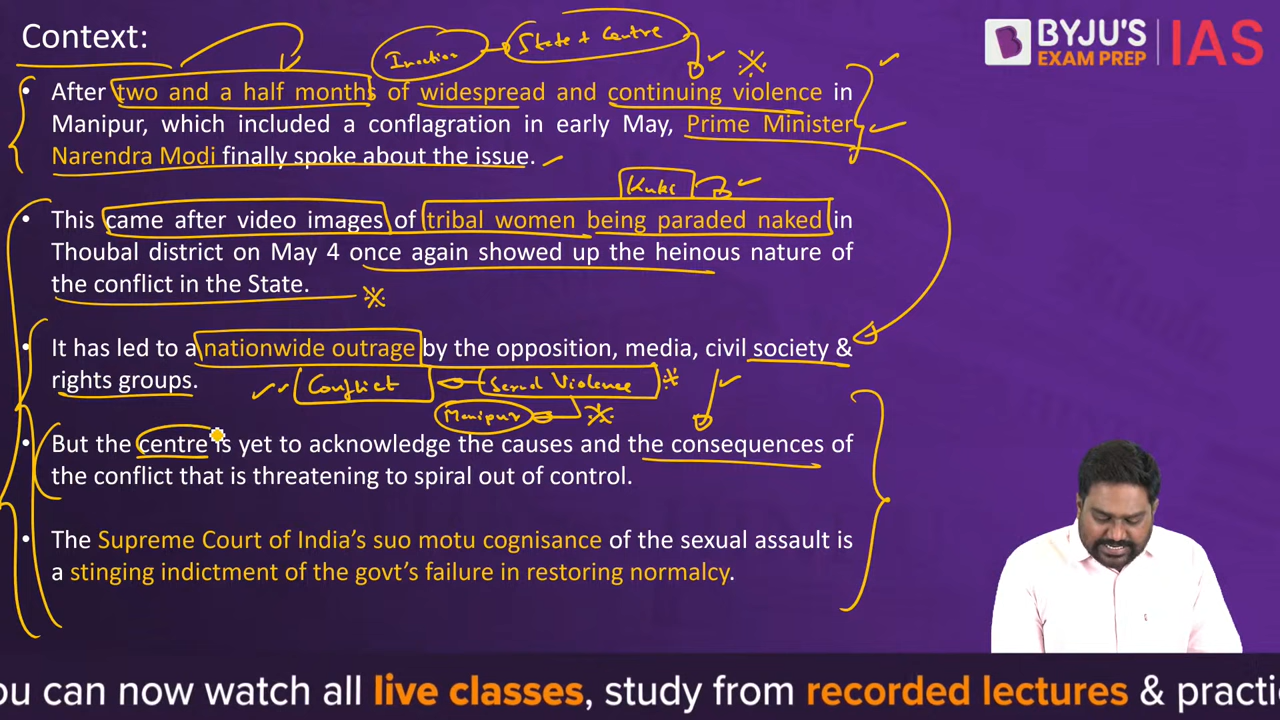 Context:
Inaction
State & Centre
BYJU'S
EXAM PREP
IAS
• After two and a half months of widespread and continuing violence in
Manipur, which included a conflagration in early May, Prime Minister
Narendra Modi finally spoke about the issue.
Kuki
• This came after video images of tribal women being paraded naked in
Thoubal district on May 4 once again showed up the heinous nature of
the conflict in the State.
• It has led to a nationwide outrage by the opposition, media, civil society &
rights groups.
Conflict
Sexual Violence
Manipur
• But the centre is yet to acknowledge the causes and the consequences of
the conflict that is threatening to spiral out of control.
• The Supreme Court of India's suo motu cognisance of the sexual assault is
a stinging indictment of the govt's failure in restoring normalcy.
ou can now watch all live classes, study from recorded lectures & practi